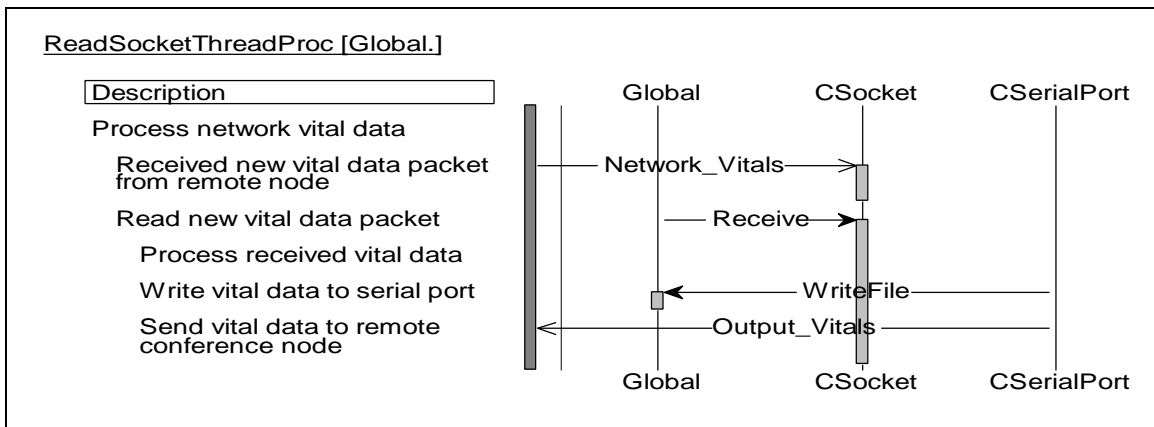 ReadSocketThreadProc [Global.]
Description Global CSocket CSerialPort
Process network vital data
Received new vital data packet
from remote node
Network_Vitals
Read new vital data packet Receive
Process received vital data
Write vital data to serial port WriteFile
Send vital data to remote
conference node
Output_Vitals
Global CSocket CSerialPort